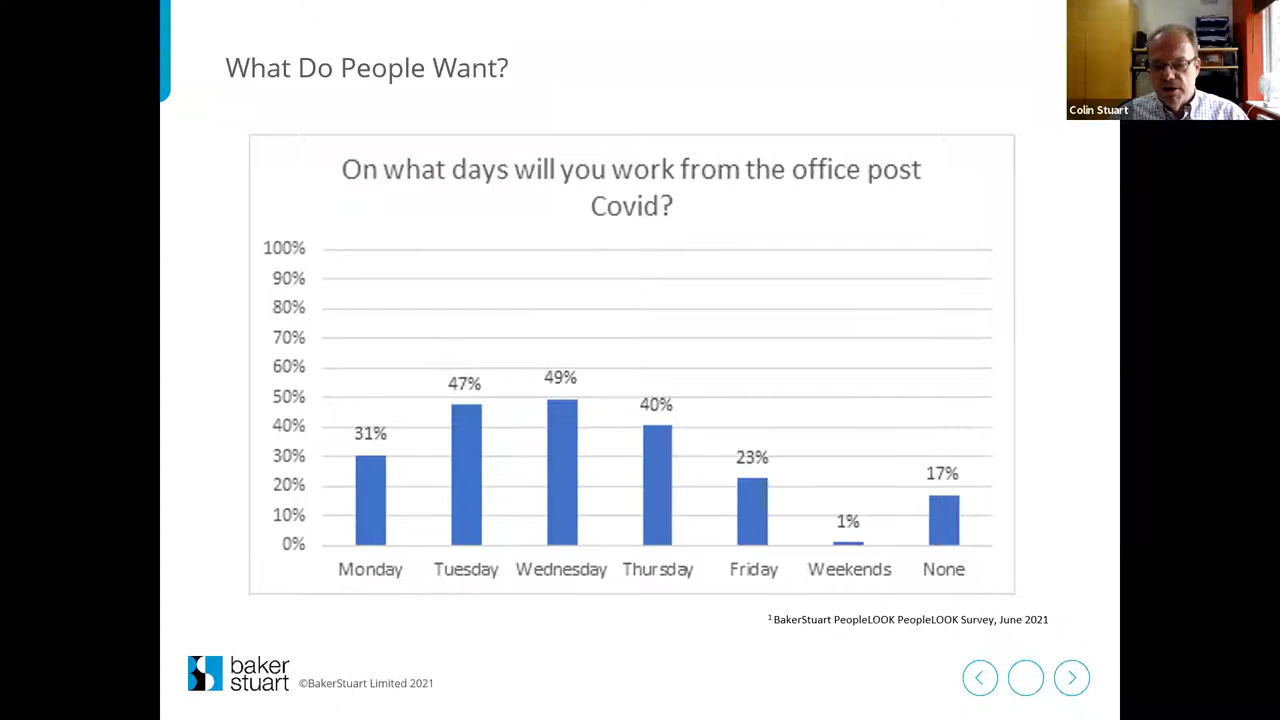 What Do People Want?
Colin Stuart
On what days will you work from the office post
Covid?
100%
90%
80%
70%
60%
50%
40%
30%
20%
10%
0%
31%
47%
49%
40%
23%
1%
17%
Monday
Tuesday
Wednesday
Thursday
Friday
Weekends
None
1 BakerStuart PeopleLOOK PeopleLOOK Survey, June 2021
baker
stuart
©BakerStuart Limited 2021